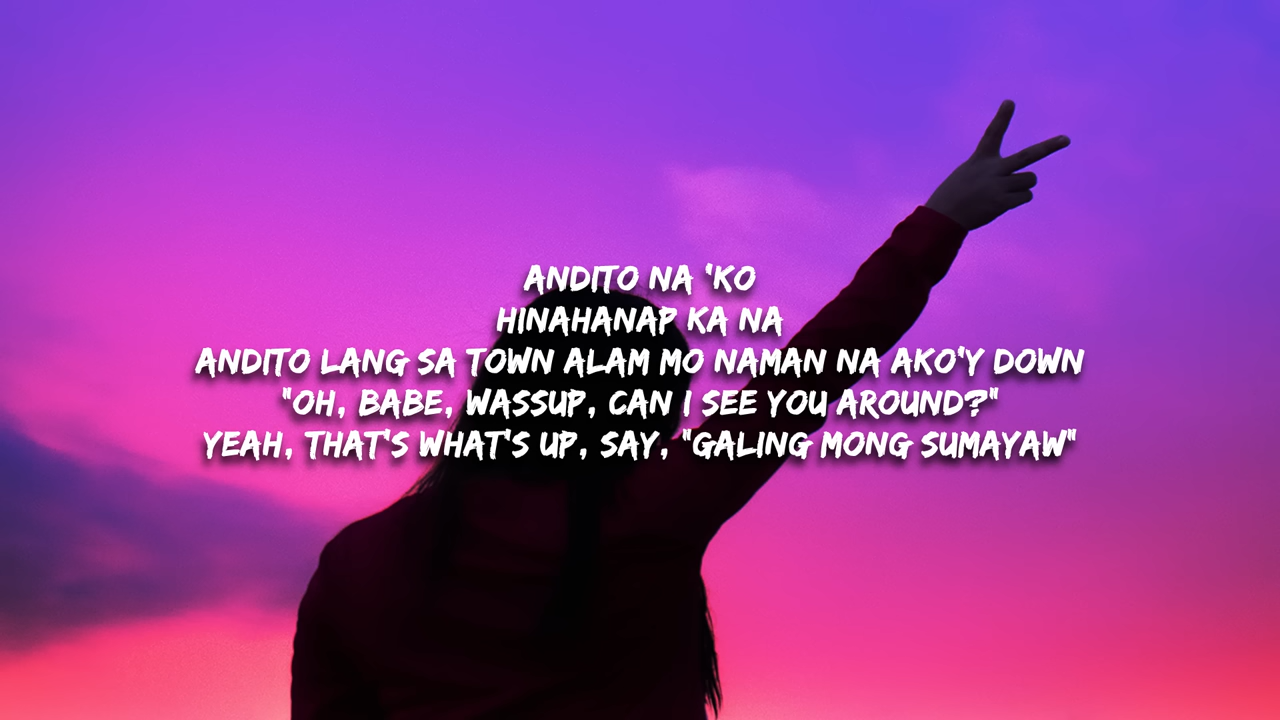 ANDITO NA 'KO
HINAHANAP KA NA
ANDITO LANG SA TOWN ALAM MO NAMAN NA AKO'Y DOWN
"OH, BABE, WASSUP, CAN I SEE YOU AROUND?"
YEAH, THAT'S WHAT'S UP, SAY, "GALING MONG SUMAYAW"